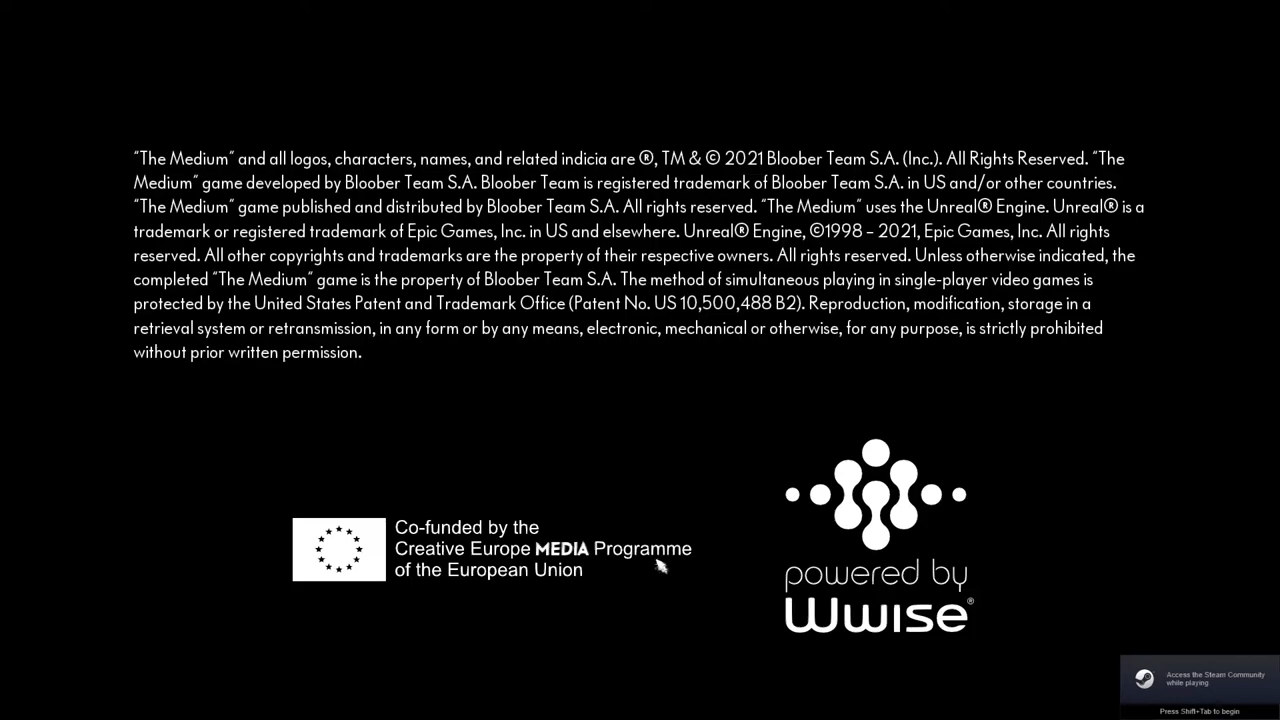 "The Medium" and all logos, characters, names, and related indicia are ®, TM & © 2021 Bloober Team S.A. (Inc.). All Rights Reserved. "The
Medium" game developed by Bloober Team S.A. Bloober Team is registered trademark of Bloober Team S.A. in US and/or other countries.
"The Medium" game published and distributed by Bloober Team S.A. All rights reserved. "The Medium" uses the Unreal® Engine. Unreal® is a
trademark or registered trademark of Epic Games, Inc. in US and elsewhere. Unreal® Engine, ©1998 – 2021, Epic Games, Inc. All rights
reserved. All other copyrights and trademarks are the property of their respective owners. All rights reserved. Unless otherwise indicated, the
completed "The Medium" game is the property of Bloober Team S.A. The method of simultaneous playing in single-player video games is
protected by the United States Patent and Trademark Office (Patent No. US 10,500,488 B2). Reproduction, modification, storage in a
retrieval system or retransmission, in any form or by any means, electronic, mechanical or otherwise, for any purpose, is strictly prohibited
without prior written permission.
Co-funded by the
Creative Europe MEDIA Programme
of the European Union
powered by
Wwise®
Access the Steam Community
while playing
Press Shift+Tab to begin